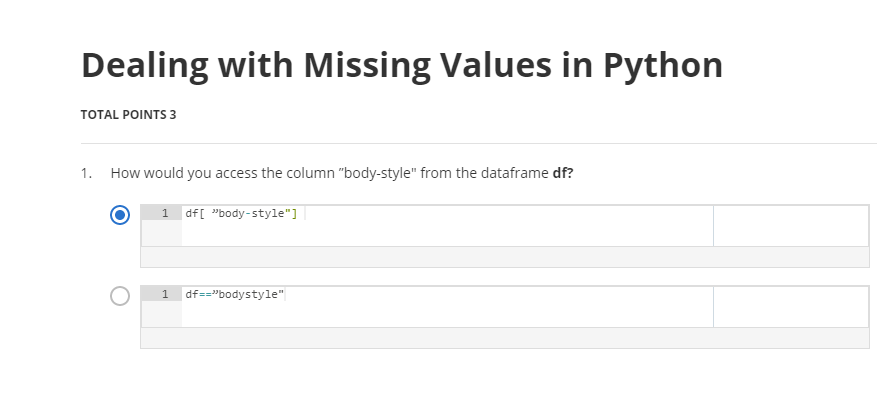 Dealing with Missing Values in Python
TOTAL POINTS 3
1. How would you access the column ”body-style" from the dataframe df?
1 df[ ”body-style"]
1 df==”bodystyle"